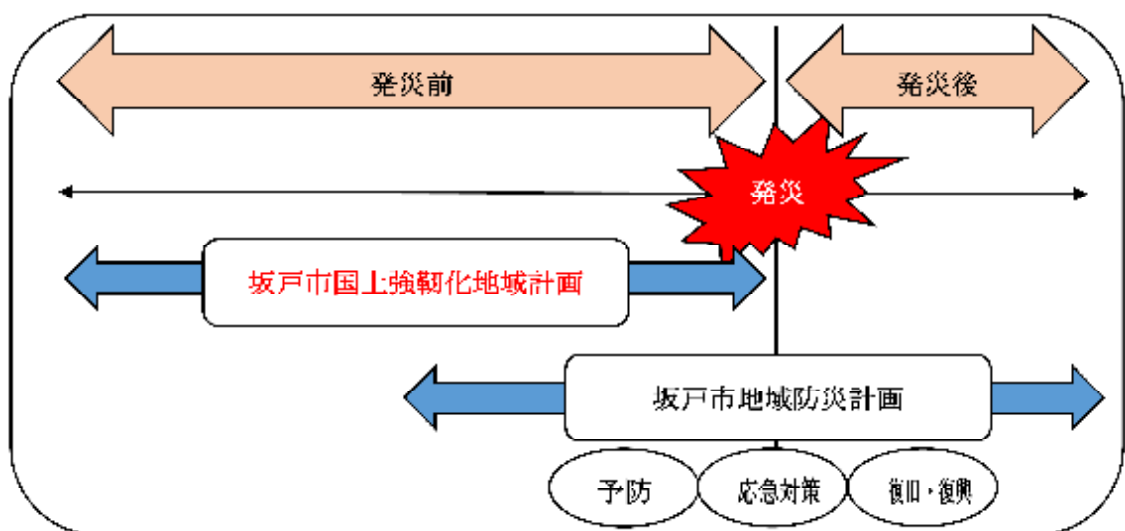 発災前
発災後
発災
坂戸市国土強靭化地域計画
坂戸市地域防災計画
予防
応急対策
復旧・復興